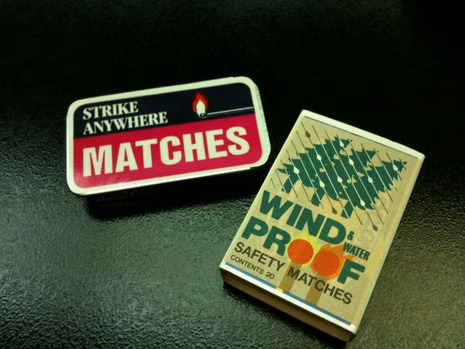 STRIKE
ANYWHERE
MATCHES
WIND &
WATER
PROOF
SAFETY MATCHES
CONTENTS 20